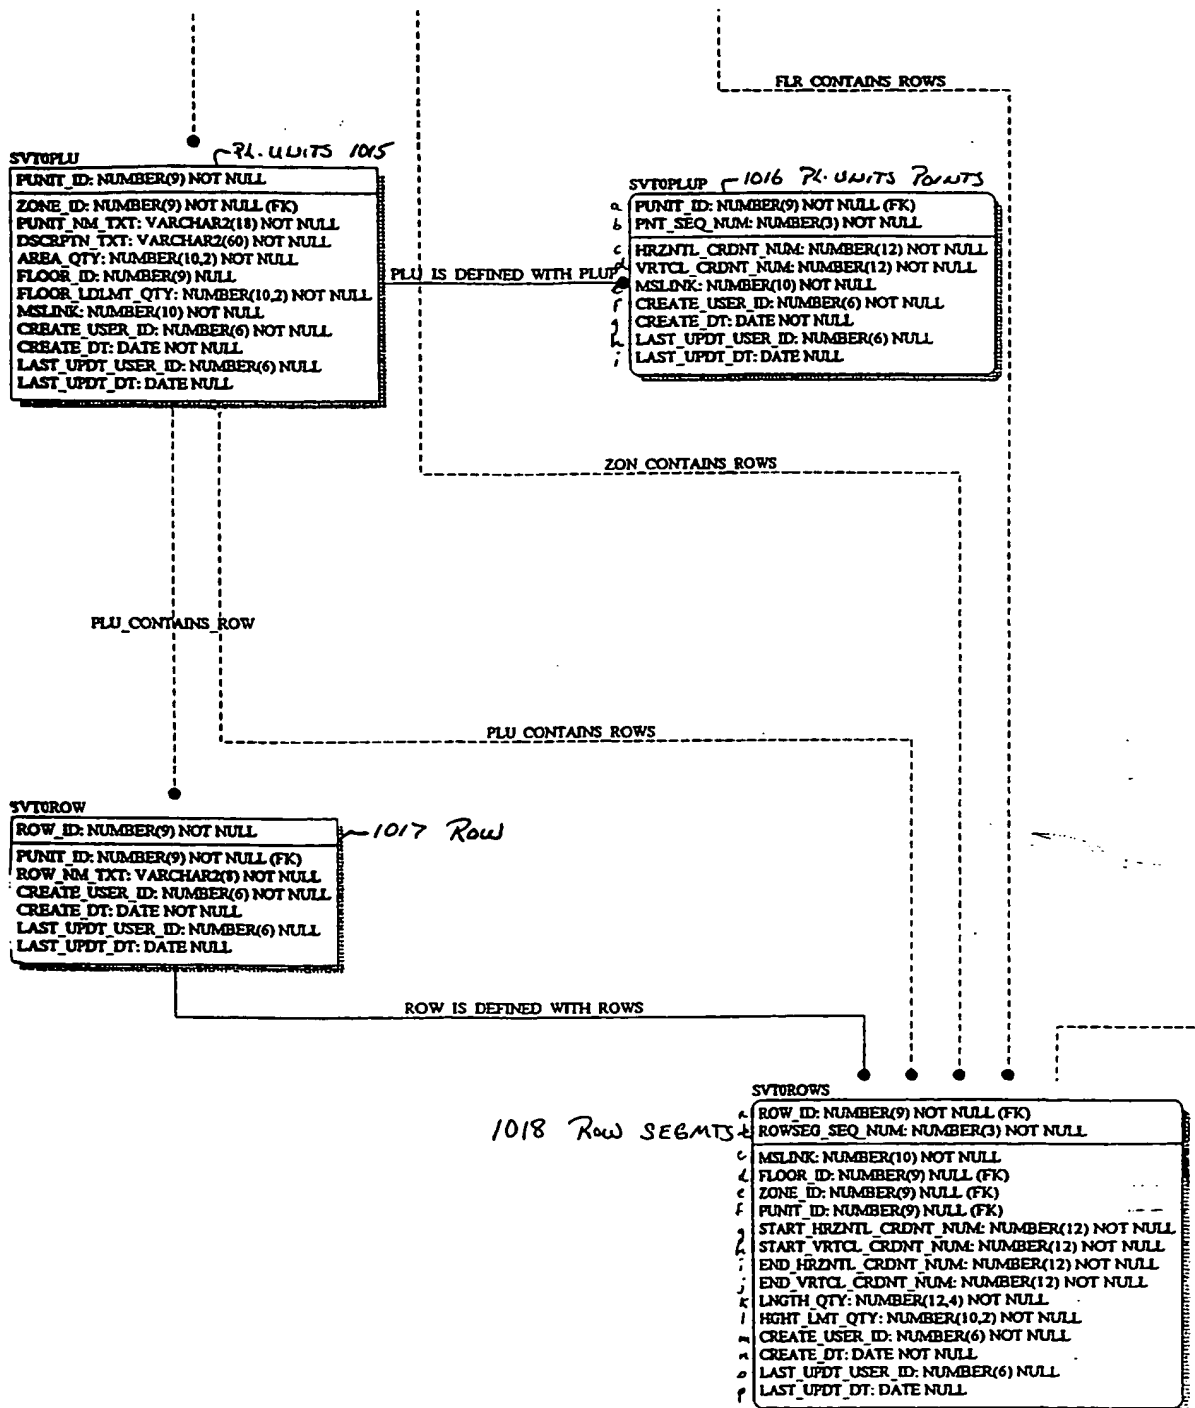 FLR CONTAINS ROWS
PL. UNITS 1015
SVT0PLU
PUNIT_ID: NUMBER(9) NOT NULL
ZONE_ID: NUMBER(9) NOT NULL (FK)
PUNIT_NM_TXT: VARCHAR2(18) NOT NULL
DSCRPTN_TXT: VARCHAR2(60) NOT NULL
AREA_QTY: NUMBER(10,2) NOT NULL
FLOOR_ID: NUMBER(9) NULL
FLOOR_LDLMT_QTY: NUMBER(10,2) NOT NULL
MSLINK: NUMBER(10) NOT NULL
CREATE_USER_ID: NUMBER(6) NOT NULL
CREATE_DT: DATE NOT NULL
LAST_UPDT_USER_ID: NUMBER(6) NULL
LAST_UPDT_DT: DATE NULL
PLU IS DEFINED WITH PLUP
SVT0PLUP 1016 PL. UNITS POINTS
a PUNIT_ID: NUMBER(9) NOT NULL (FK)
b PNT_SEQ_NUM: NUMBER(3) NOT NULL
c HRZNTL_CRDNT_NUM: NUMBER(12) NOT NULL
d VRTCL_CRDNT_NUM: NUMBER(12) NOT NULL
e MSLINK: NUMBER(10) NOT NULL
f CREATE_USER_ID: NUMBER(6) NOT NULL
g CREATE_DT: DATE NOT NULL
h LAST_UPDT_USER_ID: NUMBER(6) NULL
i LAST_UPDT_DT: DATE NULL
ZON CONTAINS ROWS
PLU_CONTAINS_ROW
PLU CONTAINS ROWS
SVT0ROW
ROW_ID: NUMBER(9) NOT NULL
1017 Row
PUNIT_ID: NUMBER(9) NOT NULL (FK)
ROW_NM_TXT: VARCHAR2(8) NOT NULL
CREATE_USER_ID: NUMBER(6) NOT NULL
CREATE_DT: DATE NOT NULL
LAST_UPDT_USER_ID: NUMBER(6) NULL
LAST_UPDT_DT: DATE NULL
ROW IS DEFINED WITH ROWS
SVT0ROWS
1018 Row SEGMTS
a ROW_ID: NUMBER(9) NOT NULL (FK)
b ROWSEG_SEQ_NUM: NUMBER(3) NOT NULL
c MSLINK: NUMBER(10) NOT NULL
d FLOOR_ID: NUMBER(9) NULL (FK)
e ZONE_ID: NUMBER(9) NULL (FK)
f PUNIT_ID: NUMBER(9) NULL (FK)
g START_HRZNTL_CRDNT_NUM: NUMBER(12) NOT NULL
h START_VRTCL_CRDNT_NUM: NUMBER(12) NOT NULL
i END_HRZNTL_CRDNT_NUM: NUMBER(12) NOT NULL
j END_VRTCL_CRDNT_NUM: NUMBER(12) NOT NULL
k LNGTH_QTY: NUMBER(12,4) NOT NULL
l HGHT_LMT_QTY: NUMBER(10,2) NOT NULL
m CREATE_USER_ID: NUMBER(6) NOT NULL
n CREATE_DT: DATE NOT NULL
o LAST_UPDT_USER_ID: NUMBER(6) NULL
p LAST_UPDT_DT: DATE NULL